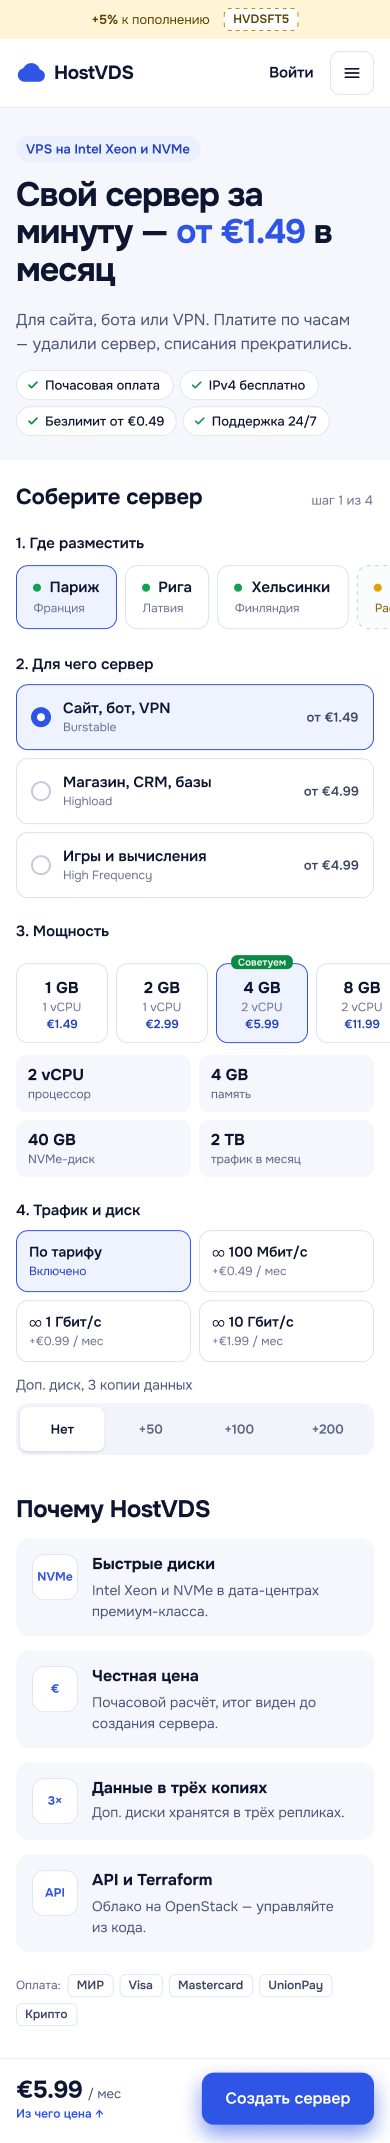 +5% к пополнению HVDSFT5
HostVDS Войти
VPS на Intel Xeon и NVMe
Свой сервер за
минуту — от €1.49 в
месяц
Для сайта, бота или VPN. Платите по часам
— удалили сервер, списания прекратились.
Почасовая оплата IPv4 бесплатно
Безлимит от €0.49 Поддержка 24/7
Соберите сервер шаг 1 из 4
1. Где разместить
Париж Рига Хельсинки
Франция Латвия Финляндия
2. Для чего сервер
Сайт, бот, VPN
Burstable
от €1.49
Магазин, CRM, базы
Highload
от €4.99
Игры и вычисления
High Frequency
от €4.99
3. Мощность
Советуем
1 GB 2 GB 4 GB 8 GB
1 vCPU 1 vCPU 2 vCPU 2 vCPU
€1.49 €2.99 €5.99 €11.99
2 vCPU 4 GB
процессор память
40 GB 2 TB
NVMe-диск трафик в месяц
4. Трафик и диск
По тарифу ∞ 100 Мбит/с
Включено +€0.49 / мес
∞ 1 Гбит/с ∞ 10 Гбит/с
+€0.99 / мес +€1.99 / мес
Доп. диск, 3 копии данных
Нет +50 +100 +200
Почему HostVDS
NVMe
Быстрые диски
Intel Xeon и NVMe в дата-центрах
премиум-класса.
€
Честная цена
Почасовой расчёт, итог виден до
создания сервера.
3×
Данные в трёх копиях
Доп. диски хранятся в трёх репликах.
API
API и Terraform
Облако на OpenStack — управляйте
из кода.
Оплата: МИР Visa Mastercard UnionPay
Крипто
€5.99 / мес
Из чего цена ↑
Создать сервер